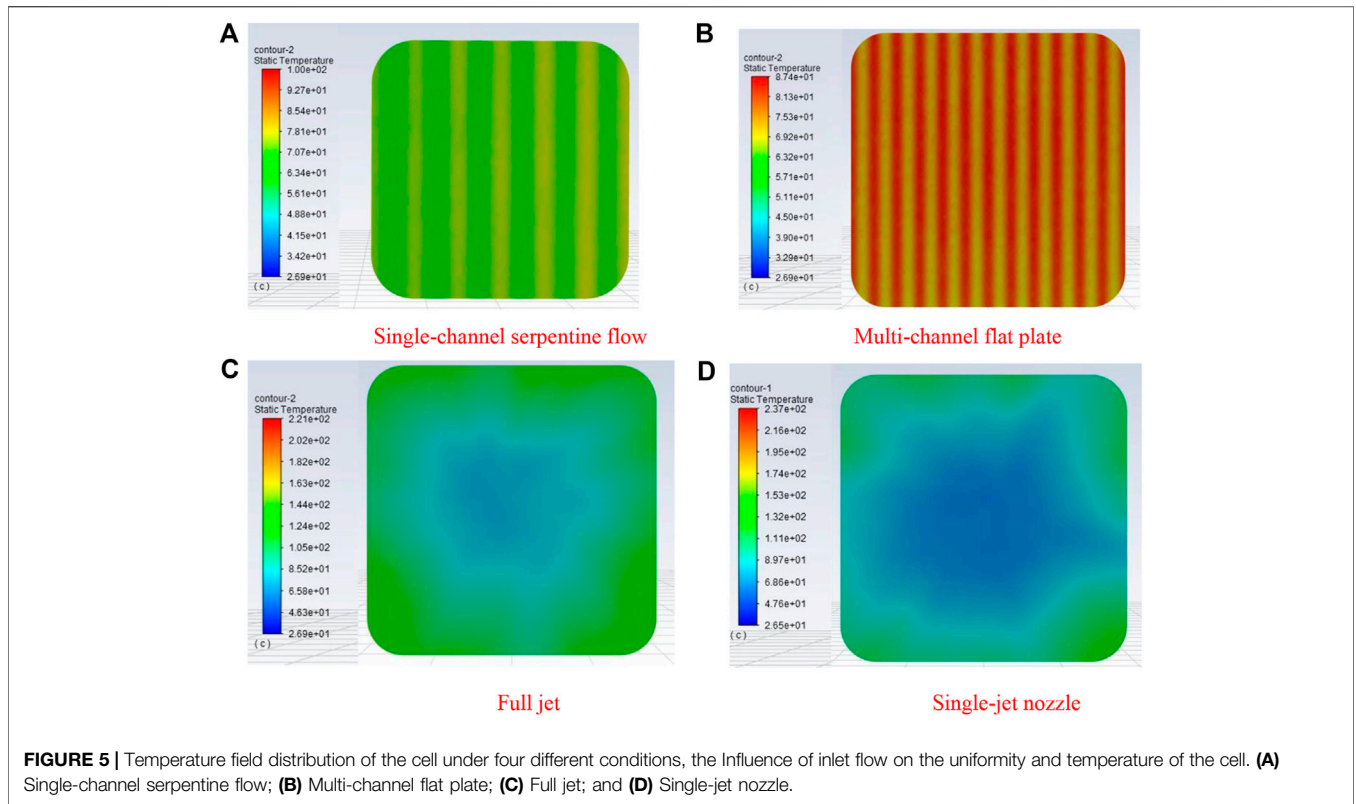 A
contour-2
Static Temperature
1.00e+02
9.27e+01
8.54e+01
7.81e+01
7.07e+01
6.34e+01
5.61e+01
4.88e+01
4.15e+01
3.42e+01
2.69e+01
(c)
Single-channel serpentine flow
B
contour-2
Static Temperature
8.74e+01
8.13e+01
7.53e+01
6.92e+01
6.32e+01
5.71e+01
5.11e+01
4.50e+01
3.90e+01
3.29e+01
2.69e+01
(c)
Multi-channel flat plate
C
contour-2
Static Temperature
2.21e+02
2.02e+02
1.82e+02
1.63e+02
1.44e+02
1.24e+02
1.05e+02
8.52e+01
6.58e+01
4.63e+01
2.69e+01
(c)
Full jet
D
contour-1
Static Temperature
2.37e+02
2.16e+02
1.95e+02
1.74e+02
1.53e+02
1.32e+02
1.11e+02
8.97e+01
6.86e+01
4.76e+01
2.65e+01
(c)
Single-jet nozzle
FIGURE 5 | Temperature field distribution of the cell under four different conditions, the Influence of inlet flow on the uniformity and temperature of the cell. (A)
Single-channel serpentine flow; (B) Multi-channel flat plate; (C) Full jet; and (D) Single-jet nozzle.